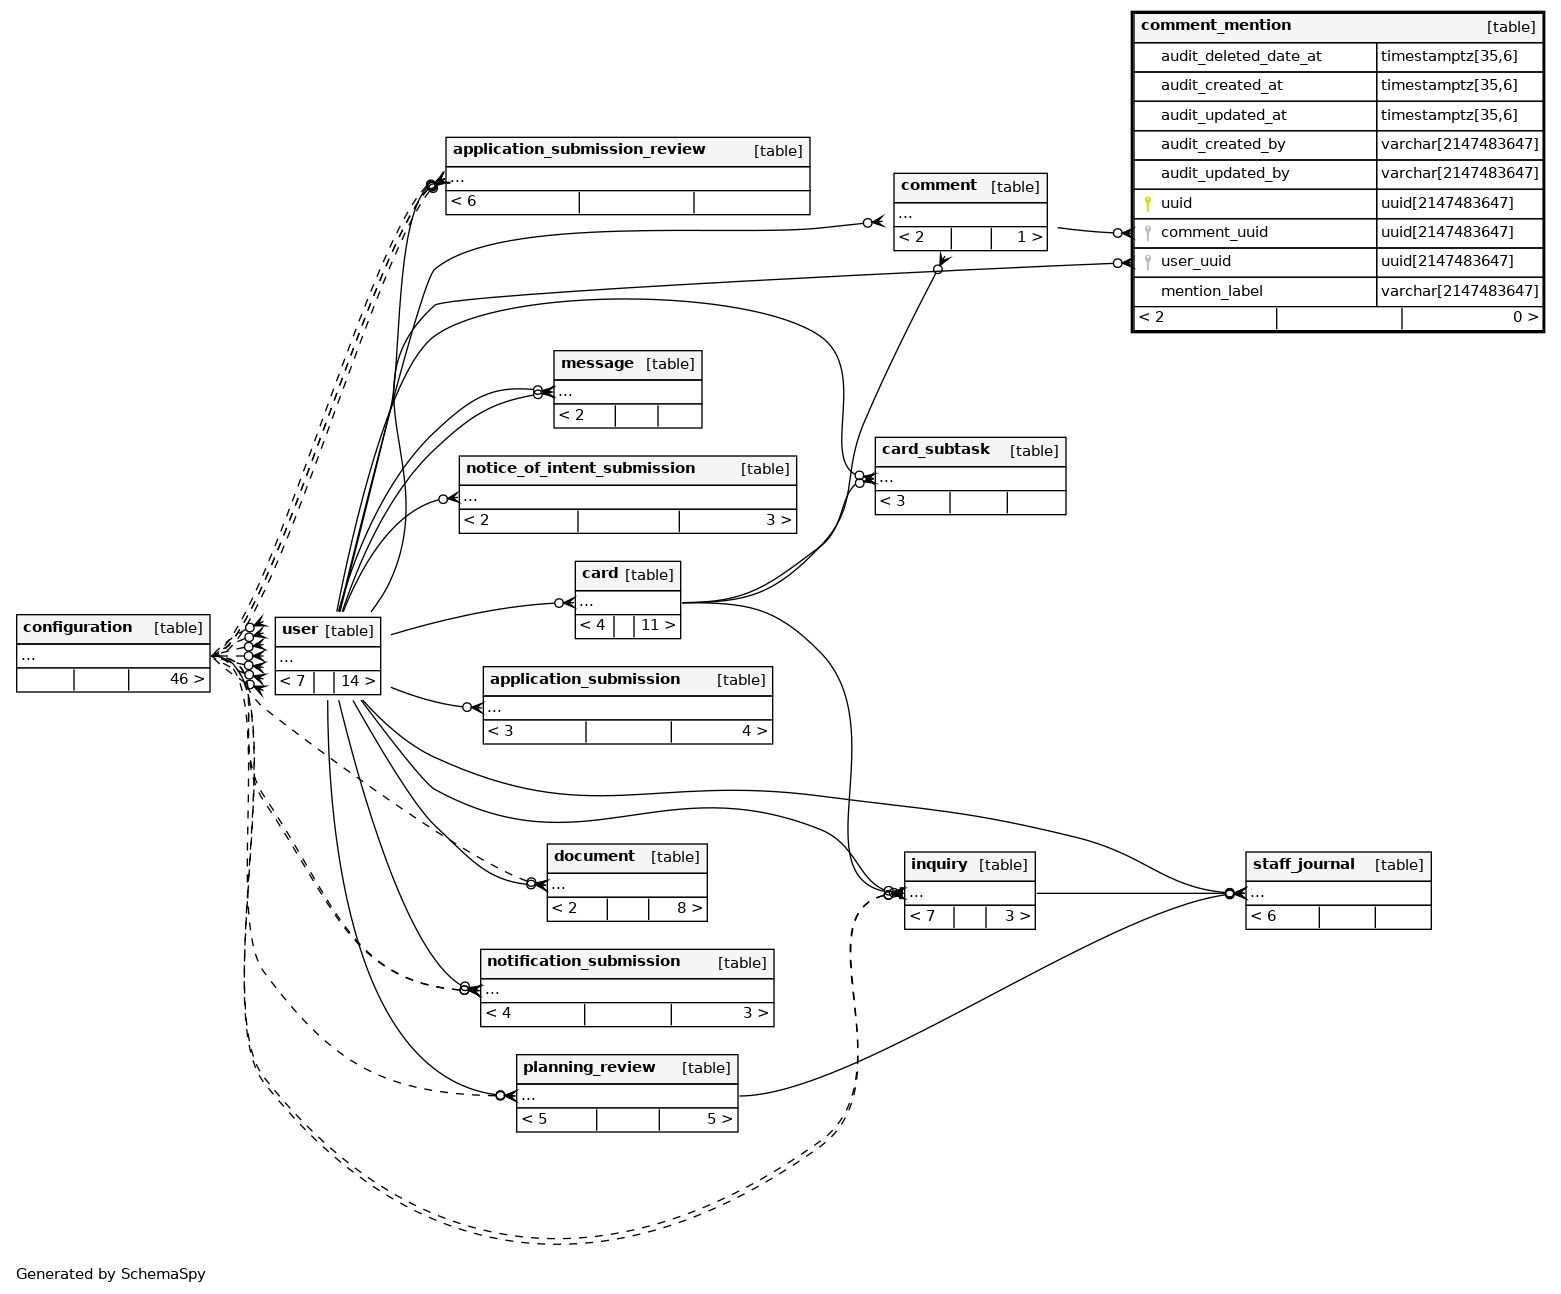 comment_mention [table]
audit_deleted_date_at timestamptz[35,6]
audit_created_at timestamptz[35,6]
audit_updated_at timestamptz[35,6]
audit_created_by varchar[2147483647]
audit_updated_by varchar[2147483647]
uuid uuid[2147483647]
comment_uuid uuid[2147483647]
user_uuid uuid[2147483647]
mention_label varchar[2147483647]
< 2 0 >
application_submission_review [table]
...
< 6
comment [table]
...
< 2 1 >
message [table]
...
< 2
card_subtask [table]
...
< 3
notice_of_intent_submission [table]
...
< 2 3 >
card [table]
...
< 4 11 >
configuration [table]
...
46 >
user [table]
...
< 7 14 >
application_submission [table]
...
< 3 4 >
document [table]
...
< 2 8 >
inquiry [table]
...
< 7 3 >
staff_journal [table]
...
< 6
notification_submission [table]
...
< 4 3 >
planning_review [table]
...
< 5 5 >
Generated by SchemaSpy